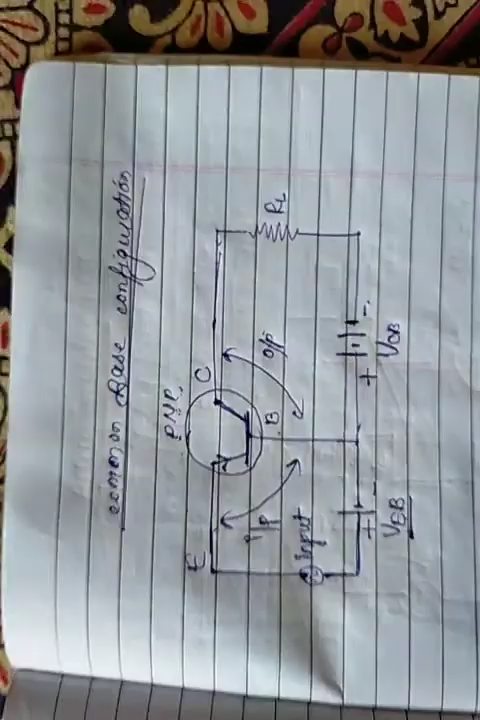 common Base configuration
PNP
E
C
B
i/p
o/p
RL
Input
+ -
VEB
+ -
VCB